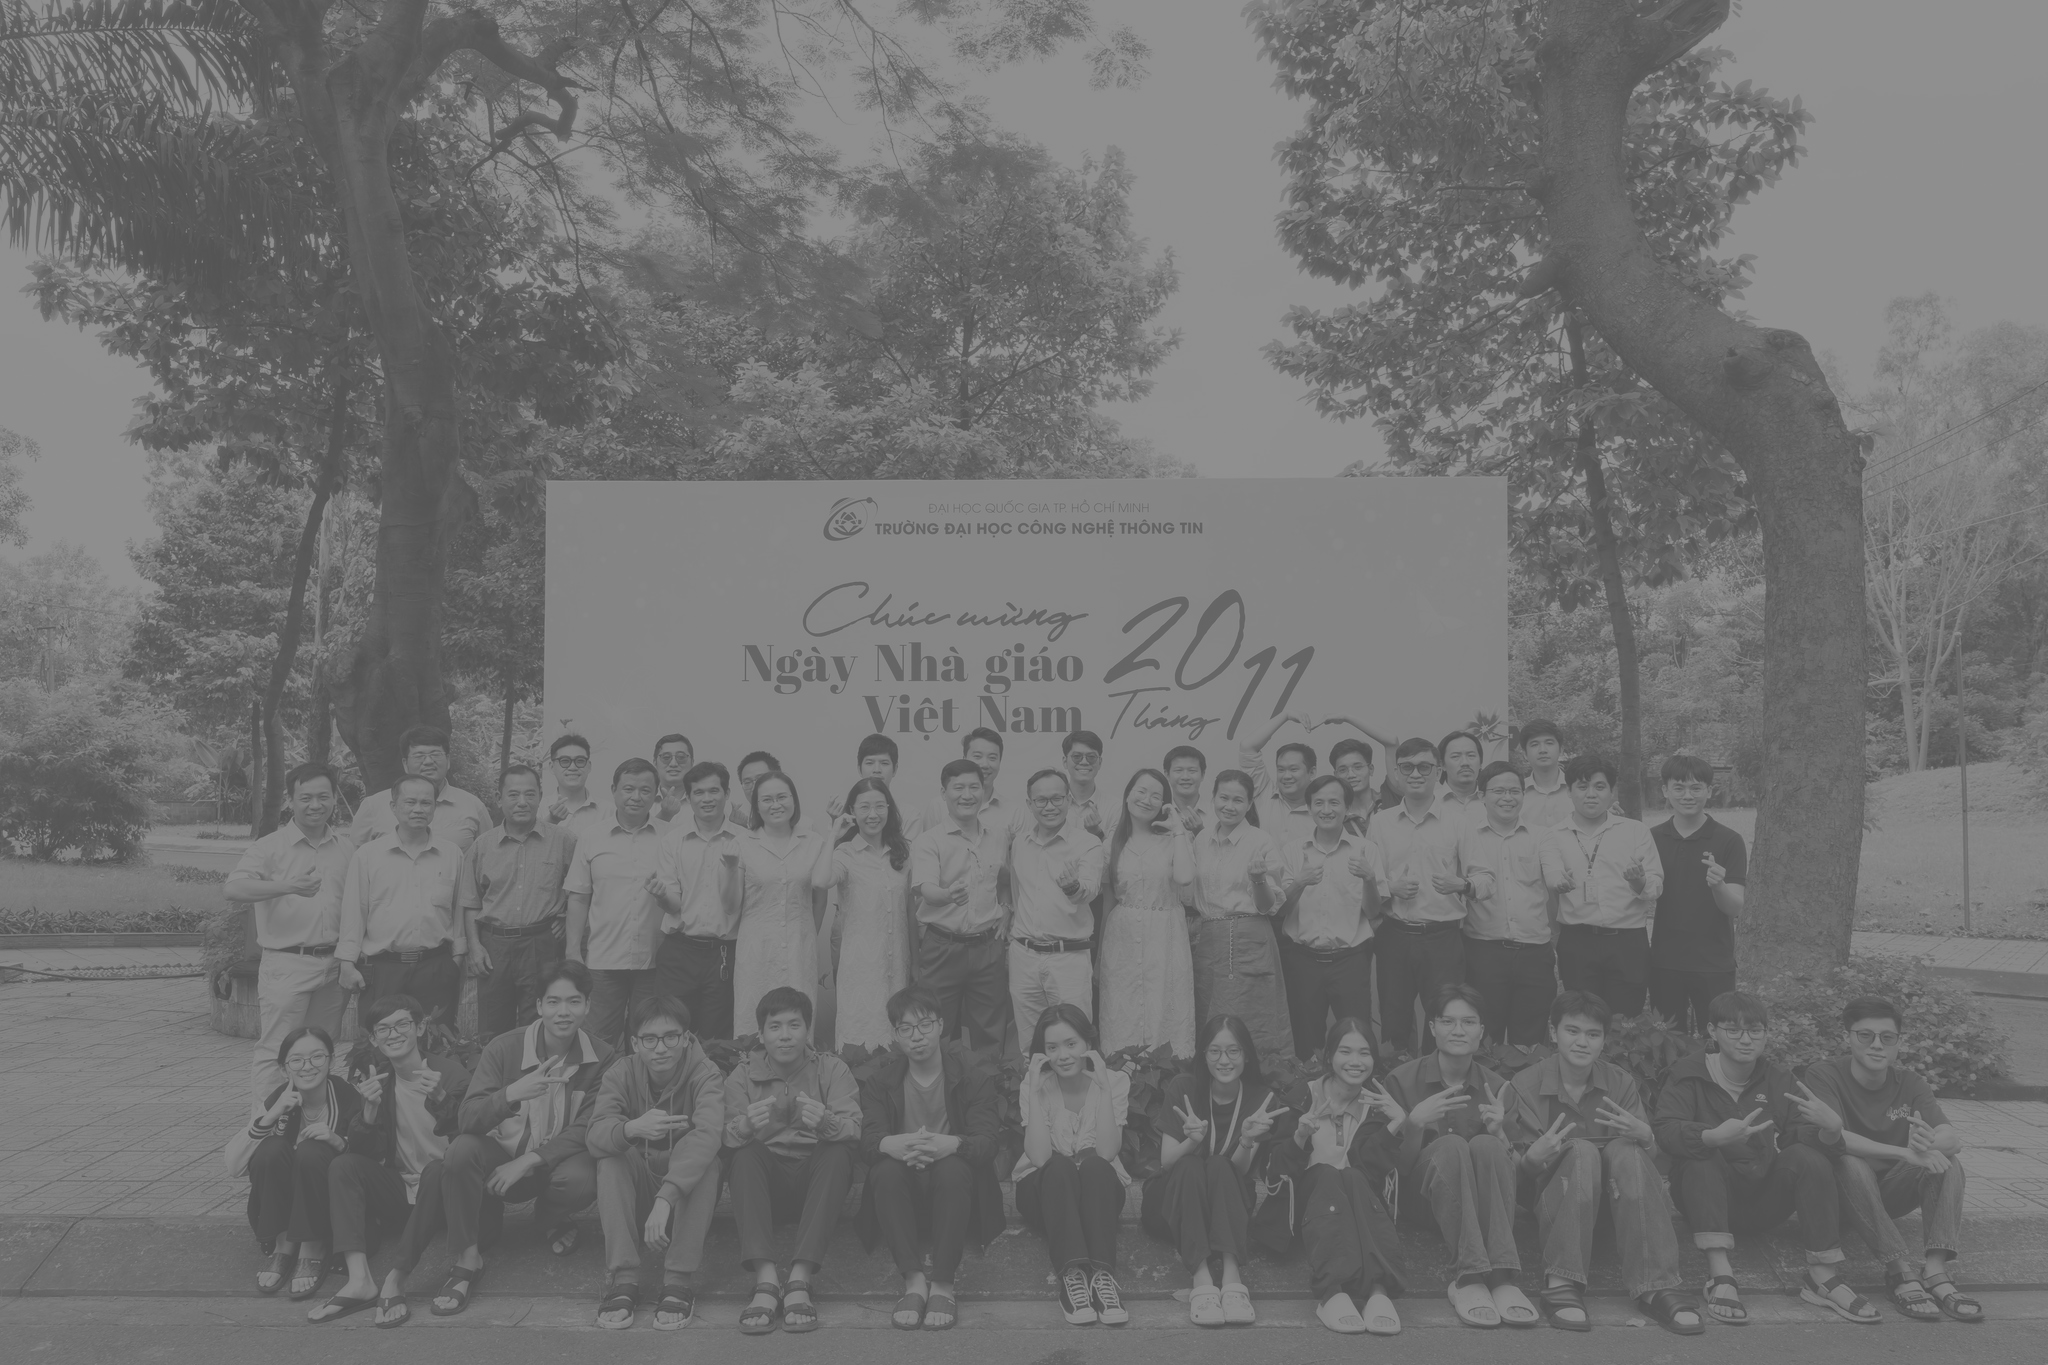 ĐẠI HỌC QUỐC GIA TP. HỒ CHÍ MINH
TRƯỜNG ĐẠI HỌC CÔNG NGHỆ THÔNG TIN
Chúc mừng
Ngày Nhà giáo
Việt Nam
20
Tháng 11